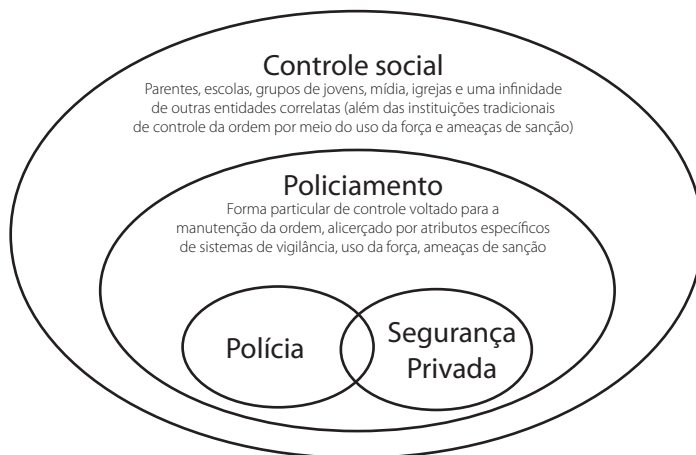 Controle social
Parentes, escolas, grupos de jovens, mídia, igrejas e uma infinidade
de outras entidades correlatas (além das instituições tradicionais
de controle da ordem por meio do uso da força e ameaças de sanção)
Policiamento
Forma particular de controle voltado para a
manutenção da ordem, alicerçado por atributos específicos
de sistemas de vigilância, uso da força, ameaças de sanção
Polícia
Segurança
Privada